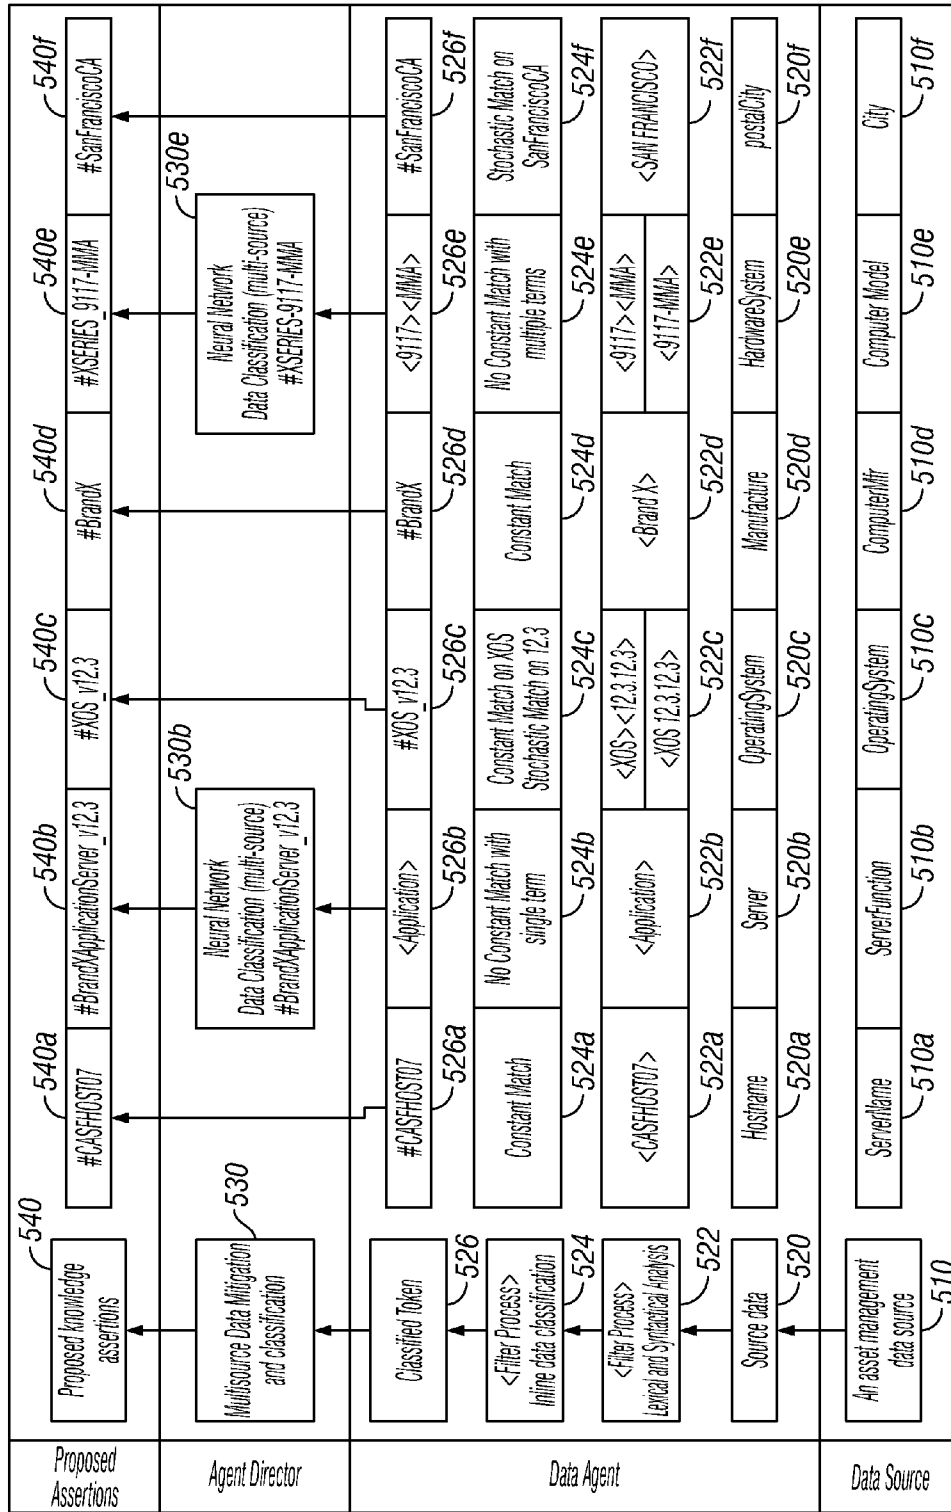 Proposed
Assertions
540
Proposed knowledge
assertions
540a
#CASFHOST07
540b
#BrandXApplicationServer_v12.3
540c
#XOS_v12.3
540d
#BrandX
540e
#XSERIES_9117-MMA
540f
#SanFranciscoCA
Agent Director
530
Multisource Data Mitigation
and classification
530b
Neural Network
Data Classification (multi-source)
#BrandXApplicationServer_v12.3
530e
Neural Network
Data Classification (multi-source)
#XSERIES-9117-MMA
Data Agent
Classified Token
526
#CASFHOST07
526a
<Application>
526b
#XOS_v12.3
526c
#BrandX
526d
<9117><MMA>
526e
#SanFranciscoCA
526f
<Filter Process>
Inline data classification
524
Constant Match
524a
No Constant Match with
single term
524b
Constant Match on XOS
Stochastic Match on 12.3
524c
Constant Match
524d
No Constant Match with
multiple terms
524e
Stochastic Match on
SanFranciscoCA
524f
<Filter Process>
Lexical and Syntactical Analysis
522
<CASFHOST07>
522a
<Application>
522b
<XOS><12.3.12.3>
<XOS 12.3.12.3>
522c
<Brand X>
522d
<9117><MMA>
<9117-MMA>
522e
<SAN FRANCISCO>
522f
Source data
520
Hostname
520a
Server
520b
OperatingSystem
520c
Manufacture
520d
HardwareSystem
520e
postalCity
520f
Data Source
An asset management
data source
510
ServerName
510a
ServerFunction
510b
OperatingSystem
510c
ComputerMfr
510d
Computer Model
510e
City
510f